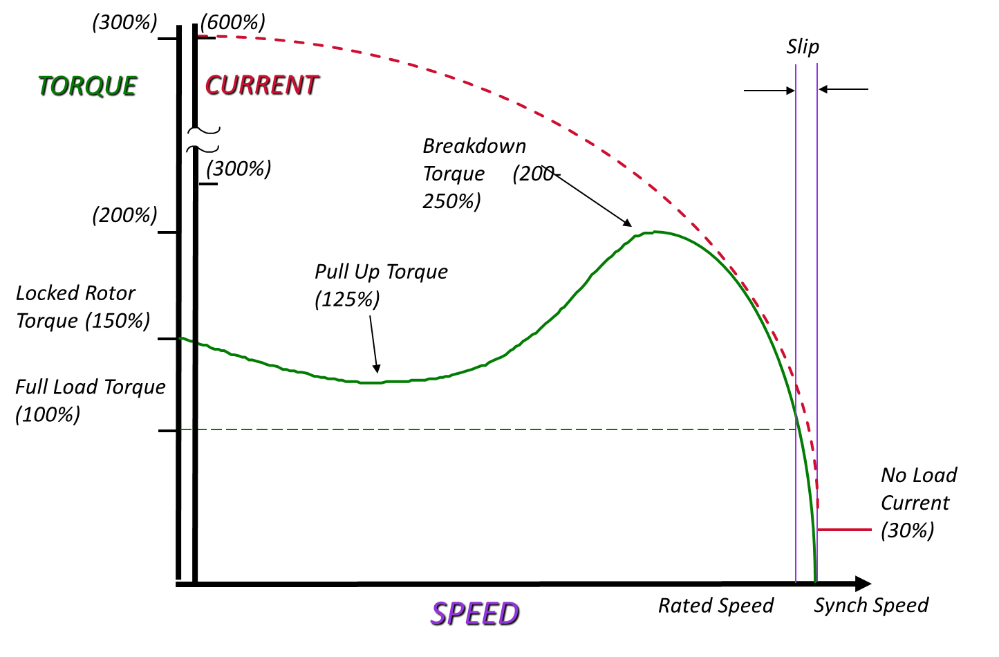 (300%)
(600%)
Slip
TORQUE
CURRENT
Breakdown
Torque (200-
250%)
(300%)
(200%)
Pull Up Torque
(125%)
Locked Rotor
Torque (150%)
Full Load Torque
(100%)
No Load
Current
(30%)
SPEED
Rated Speed
Synch Speed